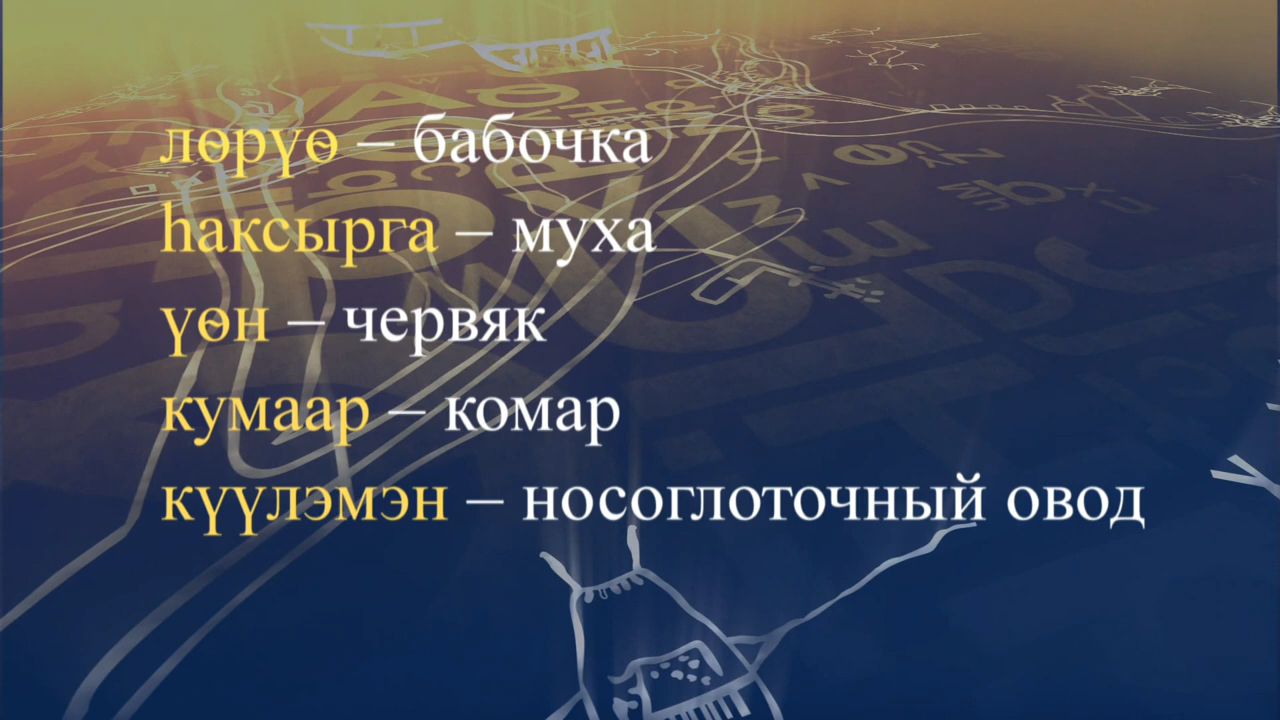 лөрүө – бабочка
һаксырга – муха
үөн – червяк
кумаар – комар
күүлэмэн – носоглоточный овод